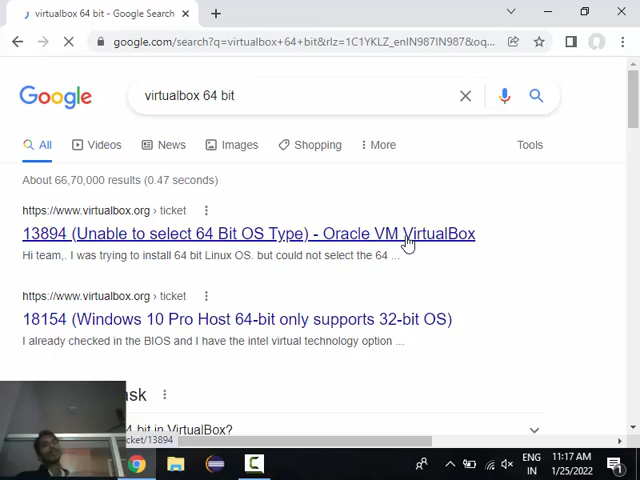 virtualbox 64 bit - Google Search
google.com/search?q=virtualbox+64+bit&rlz=1C1YKLZ_enIN987IN987&oq...
Google
virtualbox 64 bit
All
Videos
News
Images
Shopping
More
Tools
About 66,70,000 results (0.47 seconds)
https://www.virtualbox.org › ticket
13894 (Unable to select 64 Bit OS Type) - Oracle VM VirtualBox
Hi team,. I was trying to install 64 bit Linux OS. but could not select the 64 ...
https://www.virtualbox.org › ticket
18154 (Windows 10 Pro Host 64-bit only supports 32-bit OS)
I already checked in the BIOS and I have the intel virtual technology option ...
ask
bit in VirtualBox?
ticket/13894
ENG
IN
11:17 AM
1/25/2022
1